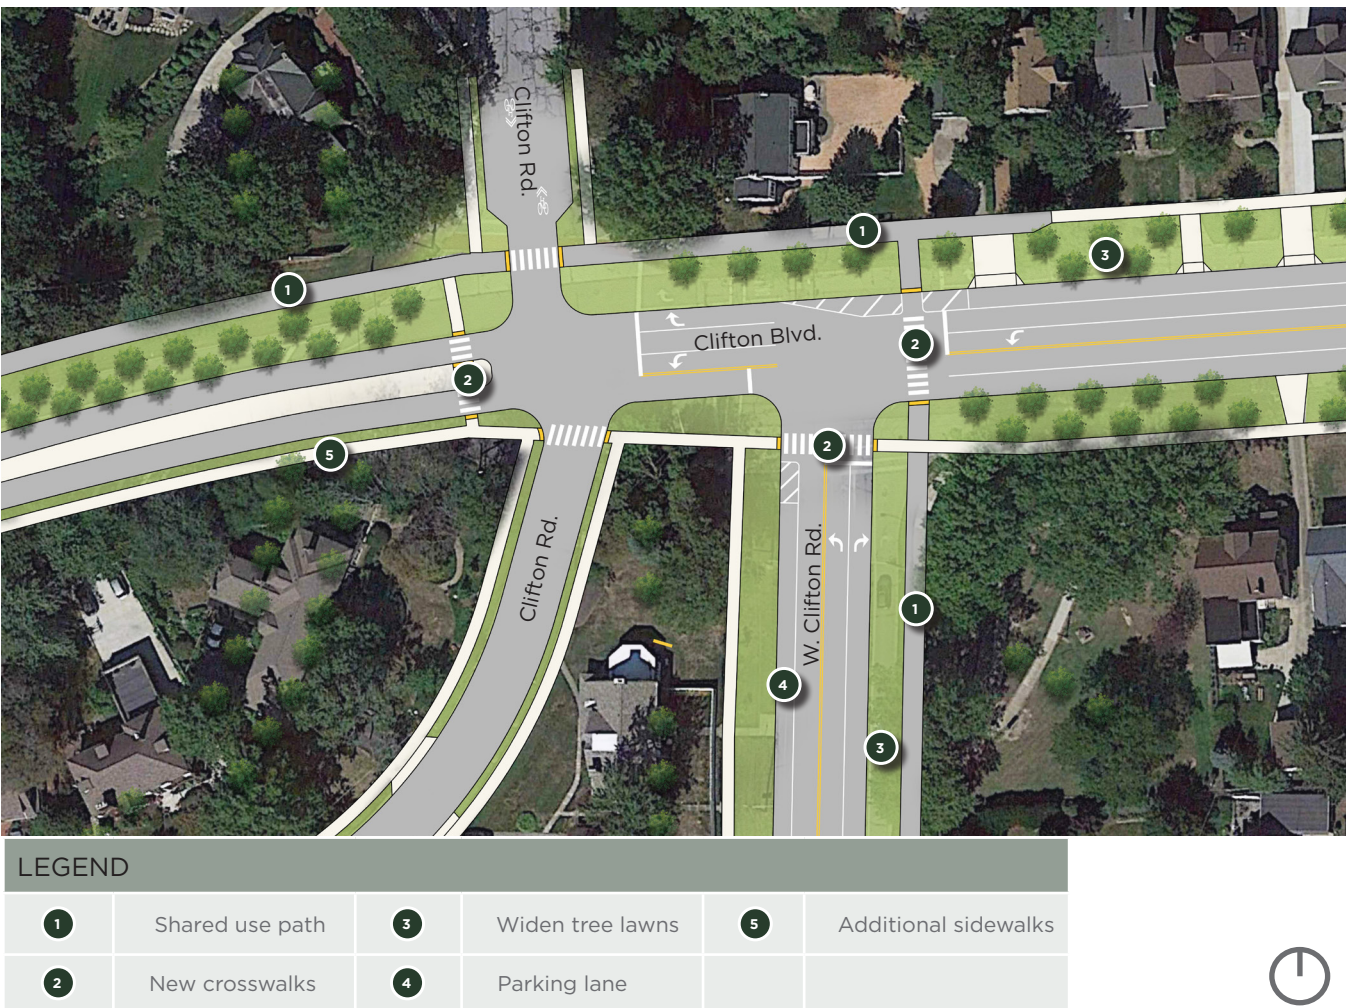 Clifton Rd.
1
3
1
Clifton Blvd.
2
2
2
5
Clifton Rd.
W. Clifton Rd.
1
4
3
LEGEND
1 Shared use path 3 Widen tree lawns 5 Additional sidewalks
2 New crosswalks 4 Parking lane